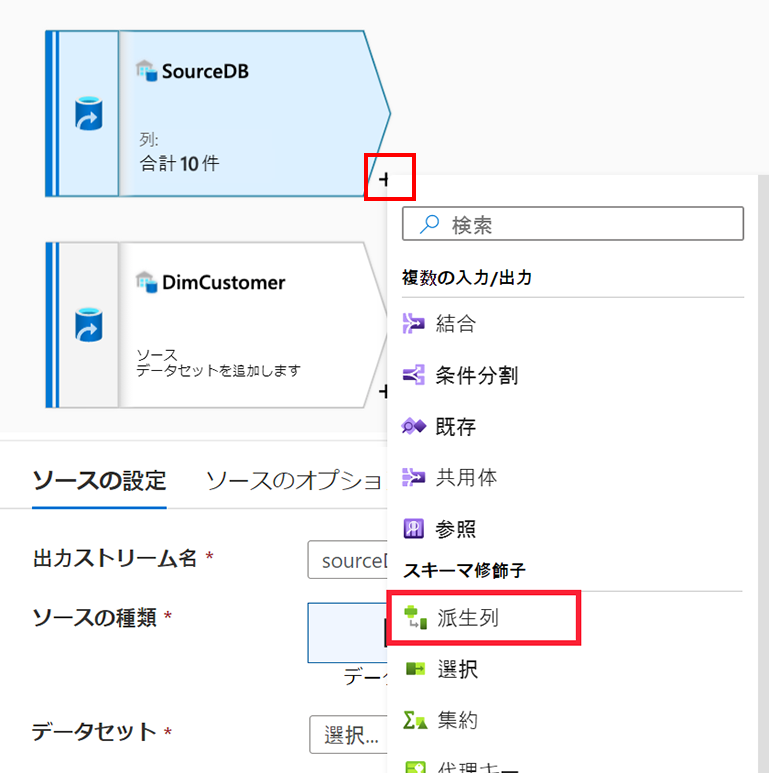 SourceDB
列:
合計 10 件
+
検索
複数の入力/出力
結合
条件分割
既存
共用体
参照
スキーマ修飾子
派生列
選択
集約
代理キー
DimCustomer
ソース
データセットを追加します
+
ソースの設定
ソースのオプショ
出力ストリーム名 *
sourceD
ソースの種類 *
データ
データセット *
選択...